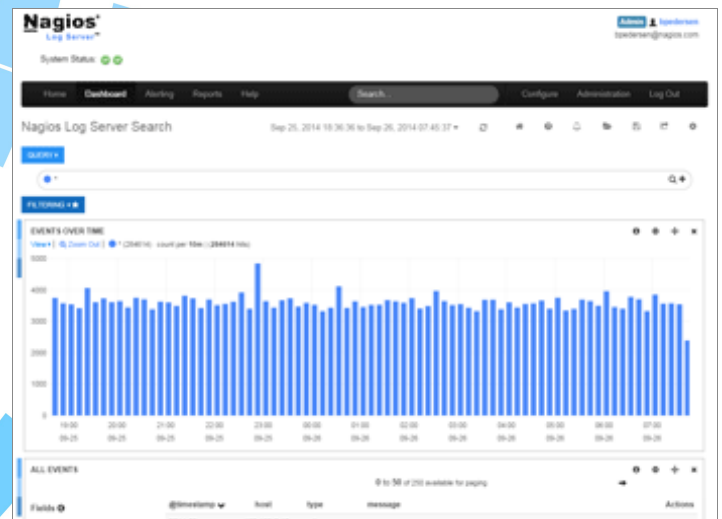 Nagios®
Log Server™
Admin bpedersen
bpedersen@nagios.com
System Status:
Home Dashboard Alerting Reports Help Search... Configure Administration Log Out
Nagios Log Server Search
Sep 25, 2014 18:36:36 to Sep 26, 2014 07:45:37
QUERY
*
FILTERING
EVENTS OVER TIME
View Zoom Out * (284014) count per 10m (284014 hits)
5000
4000
3000
2000
1000
0
19:00 20:00 21:00 22:00 23:00 00:00 01:00 02:00 03:00 04:00 05:00 06:00 07:00
09-25 09-25 09-25 09-25 09-25 09-26 09-26 09-26 09-26 09-26 09-26 09-26 09-26
ALL EVENTS
0 to 50 of 250 available for paging
Fields @timestamp host type message Actions